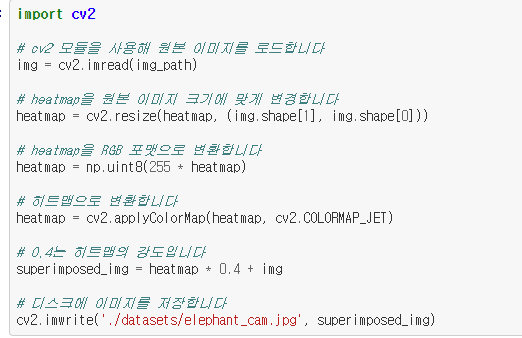 import cv2
# cv2 모듈을 사용해 원본 이미지를 로드합니다
img = cv2.imread(img_path)
# heatmap을 원본 이미지 크기에 맞게 변경합니다
heatmap = cv2.resize(heatmap, (img.shape[1], img.shape[0]))
# heatmap을 RGB 포맷으로 변환합니다
heatmap = np.uint8(255 * heatmap)
# 히트맵으로 변환합니다
heatmap = cv2.applyColorMap(heatmap, cv2.COLORMAP_JET)
# 0.4는 히트맵의 강도입니다
superimposed_img = heatmap * 0.4 + img
# 디스크에 이미지를 저장합니다
cv2.imwrite('./datasets/elephant_cam.jpg', superimposed_img)